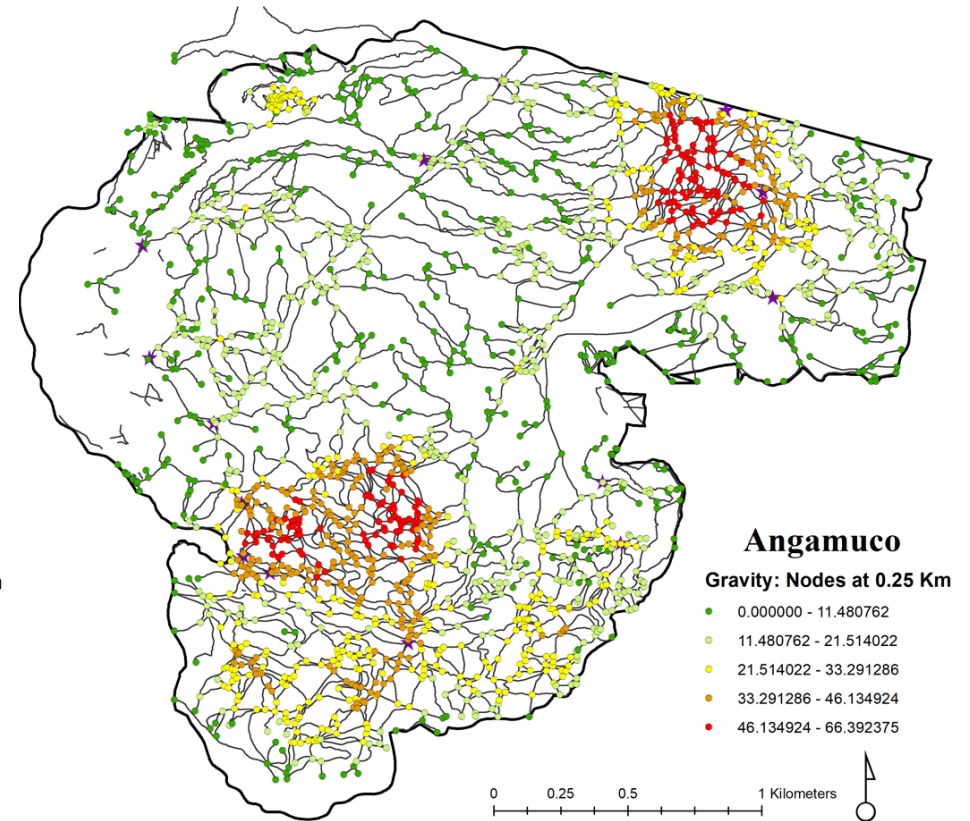 Angamuco
Gravity: Nodes at 0.25 Km
0.000000 - 11.480762
11.480762 - 21.514022
21.514022 - 33.291286
33.291286 - 46.134924
46.134924 - 66.392375
0 0.25 0.5 1 Kilometers